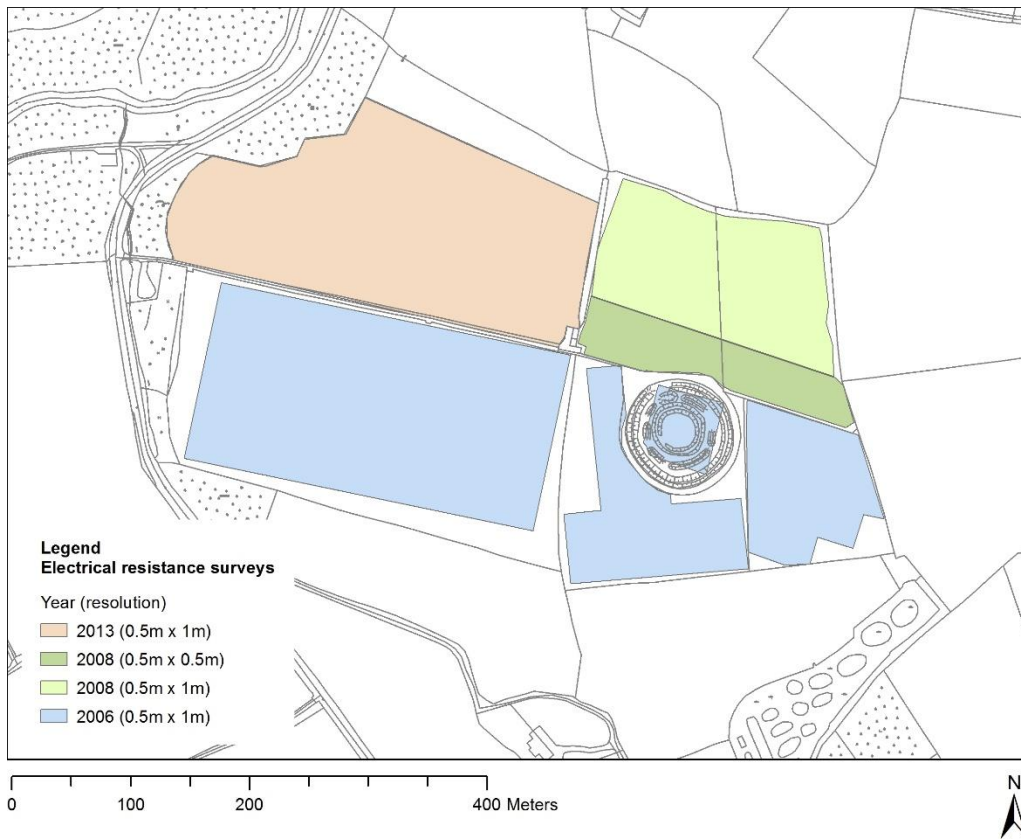 Legend
Electrical resistance surveys
Year (resolution)
2013 (0.5m x 1m)
2008 (0.5m x 0.5m)
2008 (0.5m x 1m)
2006 (0.5m x 1m)
0 100 200 400 Meters
N